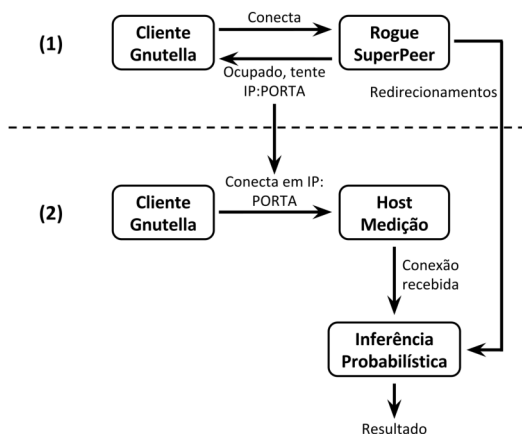 Conecta
(1)
Cliente
Gnutella
Rogue
SuperPeer
Ocupado, tente
IP:PORTA
Redirecionamentos
Conecta em IP:
PORTA
(2)
Cliente
Gnutella
Host
Medição
Conexão
recebida
Inferência
Probabilística
Resultado